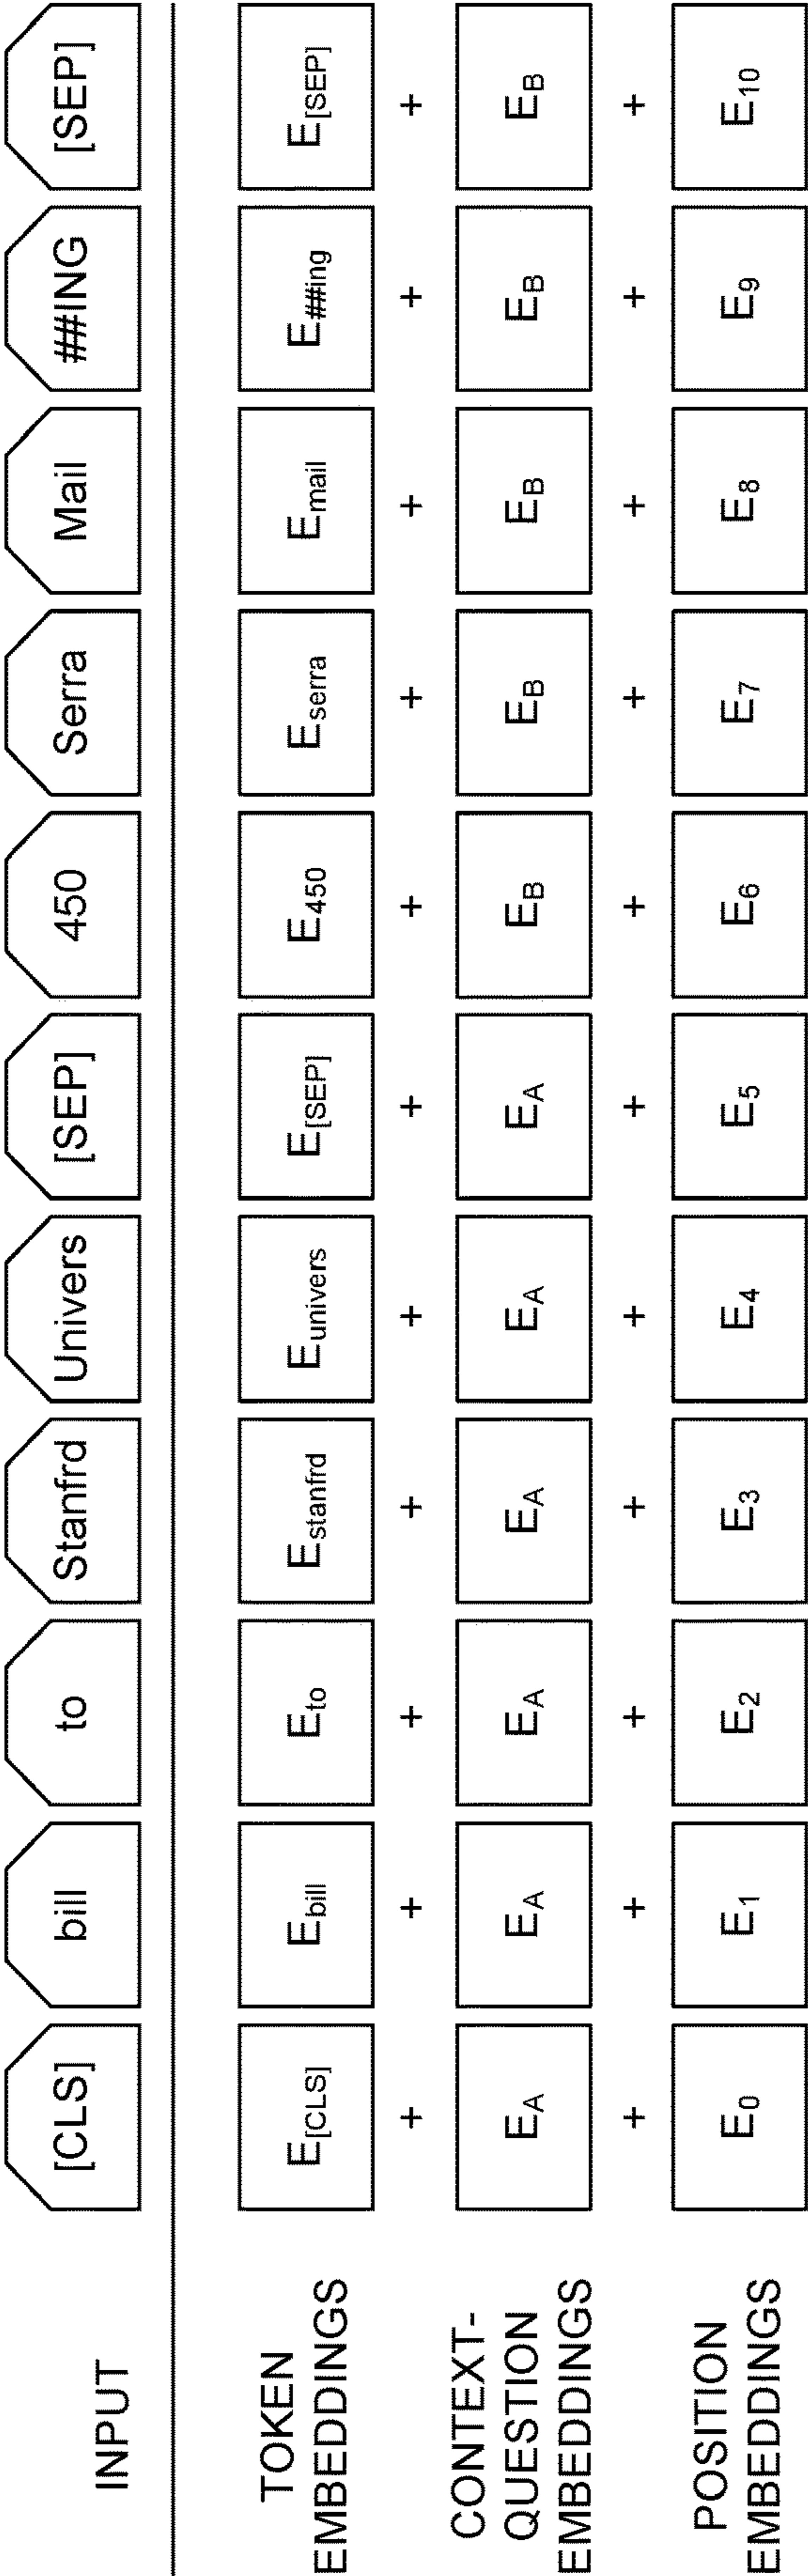 INPUT [CLS] bill to Stanfrd Univers [SEP] 450 Serra Mail ##ING [SEP]
TOKEN
EMBEDDINGS
E[CLS] Ebill Eto Estanfrd Eunivers E[SEP] E450 Eserra Email E##ing E[SEP]
+ + + + + + + + + + +
CONTEXT-
QUESTION
EMBEDDINGS
EA EA EA EA EA EA EB EB EB EB EB
+ + + + + + + + + + +
POSITION
EMBEDDINGS
E0 E1 E2 E3 E4 E5 E6 E7 E8 E9 E10